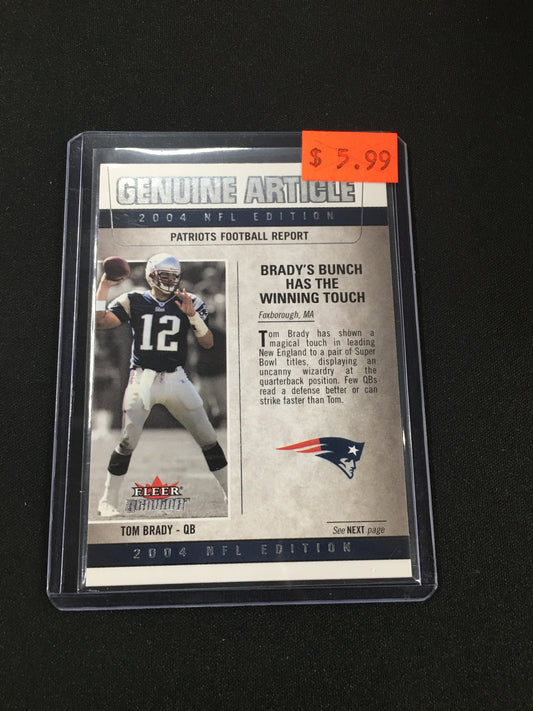 $ 5.99
GENUINE ARTICLE
2004 NFL EDITION
PATRIOTS FOOTBALL REPORT
BRADY'S BUNCH
HAS THE
WINNING TOUCH
Foxborough, MA
Tom Brady has shown a
magical touch in leading
New England to a pair of Super
Bowl titles, displaying an
uncanny wizardry at the
quarterback position. Few QBs
read a defense better or can
strike faster than Tom.
12
FLEER
GENUINE
TOM BRADY - QB
See NEXT page
2004 NFL EDITION